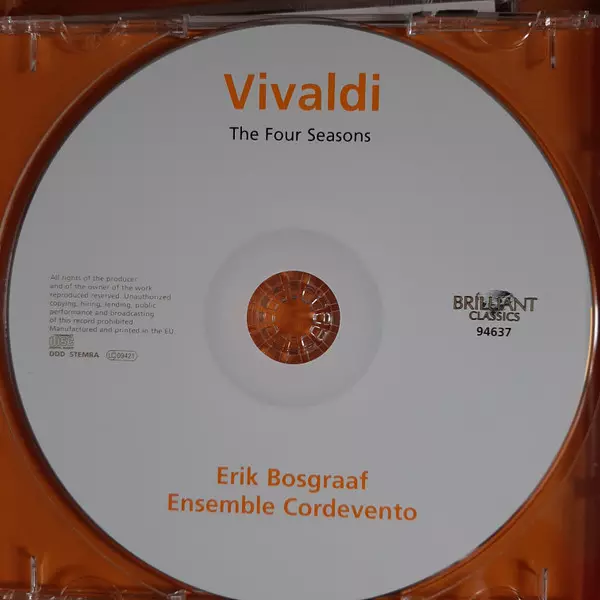 Vivaldi
The Four Seasons
All rights of the producer
and of the owner of the work
reproduced reserved. Unauthorized
copying, hiring, lending, public
performance and broadcasting
of this record prohibited.
Manufactured and printed in the EU.
DDD STEMRA LC 09421
BRILLIANT
CLASSICS
94637
Erik Bosgraaf
Ensemble Cordevento